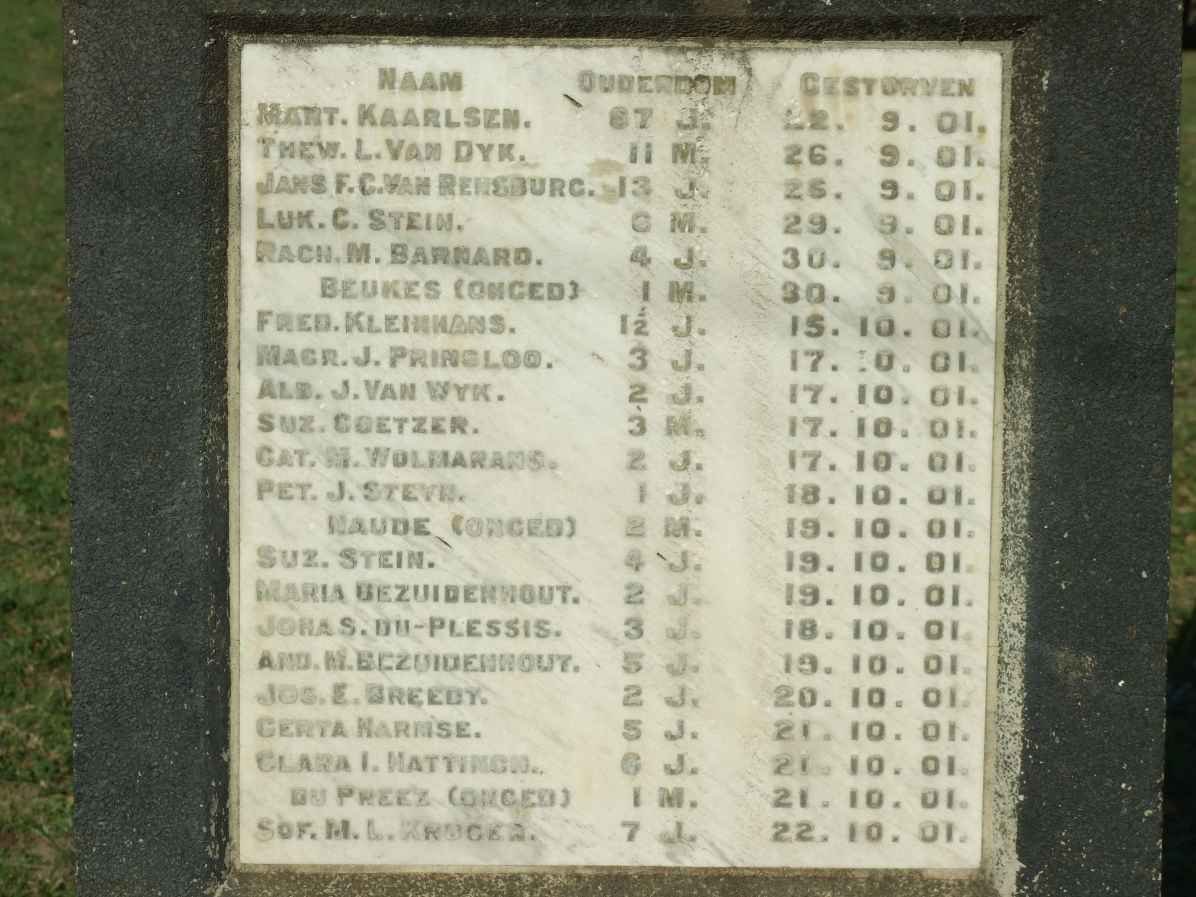 NAAM OUDERDOM GESTORVEN
MART. KAARLSEN. 67 J. 22. 9. 01.
THEW. L. VAN DYK. 11 M. 26. 9. 01.
JANS F. C. VAN RENSBURG. 13 J. 26. 9. 01.
LUK. C. STEIN. 6 M. 29. 9. 01.
RACH. M. BARNARD. 4 J. 30. 9. 01.
BEUKES (ONGED) 1 M. 30. 9. 01.
FRED. KLEINHANS. 12 J. 15. 10. 01.
MAGR. J. PRINSLOO. 3 J. 17. 10. 01.
ALB. J. VAN WYK. 2 J. 17. 10. 01.
SUZ. COETZER. 3 M. 17. 10. 01.
CAT. M. WOLMARANS. 2 J. 17. 10. 01.
PET. J. STEYN. 1 J. 18. 10. 01.
NAUDE (ONGED) 2 M. 19. 10. 01.
SUZ. STEIN. 4 J. 19. 10. 01.
MARIA BEZUIDENHOUT. 2 J. 19. 10. 01.
JOHA S. DU-PLESSIS. 3 J. 18. 10. 01.
AND. M. BEZUIDENHOUT. 5 J. 19. 10. 01.
JOS. E. BREEDY. 2 J. 20. 10. 01.
GERTA HARMSE. 5 J. 21. 10. 01.
CLARA I. HATTINGH. 6 J. 21. 10. 01.
DU PREEZ (ONGED) 1 M. 21. 10. 01.
SOF. M. L. KRUGER. 7 J. 22. 10. 01.